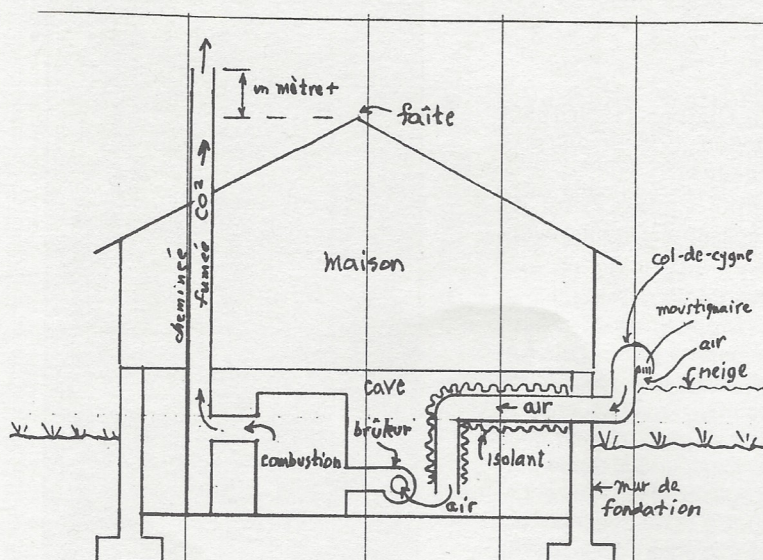 un mètre+
faîte
CO²
fumée
cheminée
Maison
col-de-cygne
moustiquaire
air
neige
cave
air
brûleur
combustion
isolant
air
mur de
fondation